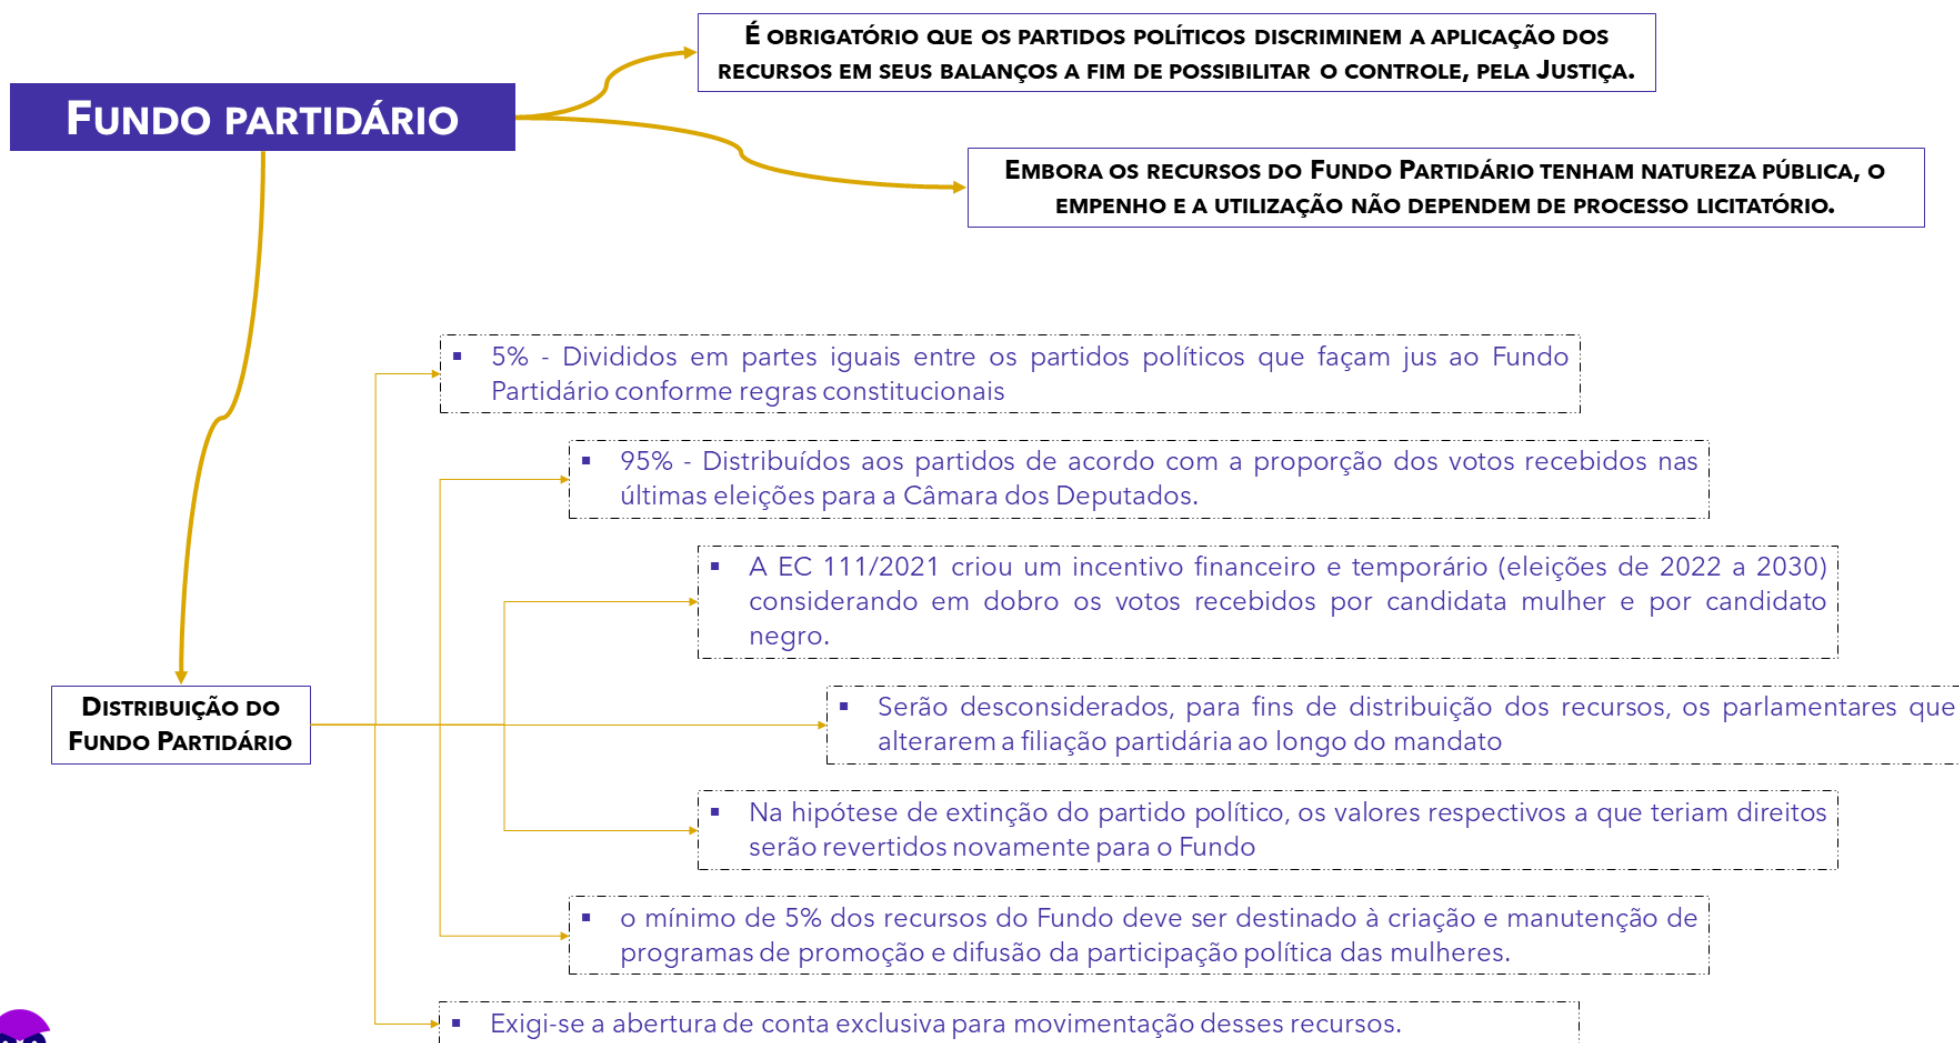 É OBRIGATÓRIO QUE OS PARTIDOS POLÍTICOS DISCRIMINEM A APLICAÇÃO DOS
RECURSOS EM SEUS BALANÇOS A FIM DE POSSIBILITAR O CONTROLE, PELA JUSTIÇA.
FUNDO PARTIDÁRIO
EMBORA OS RECURSOS DO FUNDO PARTIDÁRIO TENHAM NATUREZA PÚBLICA, O
EMPENHO E A UTILIZAÇÃO NÃO DEPENDEM DE PROCESSO LICITATÓRIO.
▪ 5% - Divididos em partes iguais entre os partidos políticos que façam jus ao Fundo
Partidário conforme regras constitucionais
▪ 95% - Distribuídos aos partidos de acordo com a proporção dos votos recebidos nas
últimas eleições para a Câmara dos Deputados.
▪ A EC 111/2021 criou um incentivo financeiro e temporário (eleições de 2022 a 2030)
considerando em dobro os votos recebidos por candidata mulher e por candidato
negro.
DISTRIBUIÇÃO DO
FUNDO PARTIDÁRIO
▪ Serão desconsiderados, para fins de distribuição dos recursos, os parlamentares que
alterarem a filiação partidária ao longo do mandato
▪ Na hipótese de extinção do partido político, os valores respectivos a que teriam direitos
serão revertidos novamente para o Fundo
▪ o mínimo de 5% dos recursos do Fundo deve ser destinado à criação e manutenção de
programas de promoção e difusão da participação política das mulheres.
▪ Exigi-se a abertura de conta exclusiva para movimentação desses recursos.